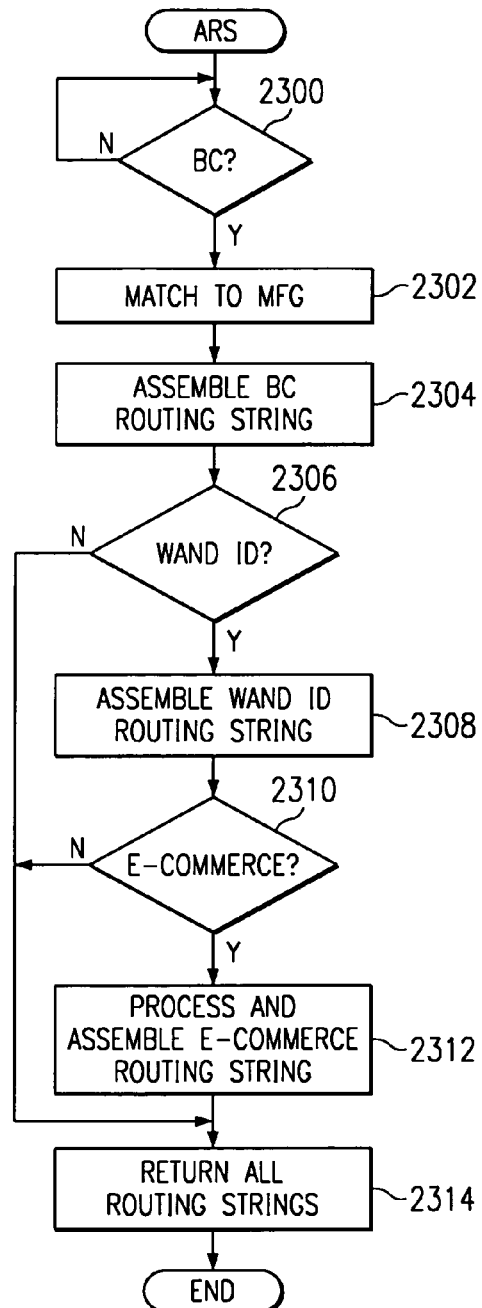 ARS
2300
N
BC?
Y
MATCH TO MFG
2302
ASSEMBLE BC
ROUTING STRING
2304
2306
N
WAND ID?
Y
ASSEMBLE WAND ID
ROUTING STRING
2308
2310
N
E-COMMERCE?
Y
PROCESS AND
ASSEMBLE E-COMMERCE
ROUTING STRING
2312
RETURN ALL
ROUTING STRINGS
2314
END